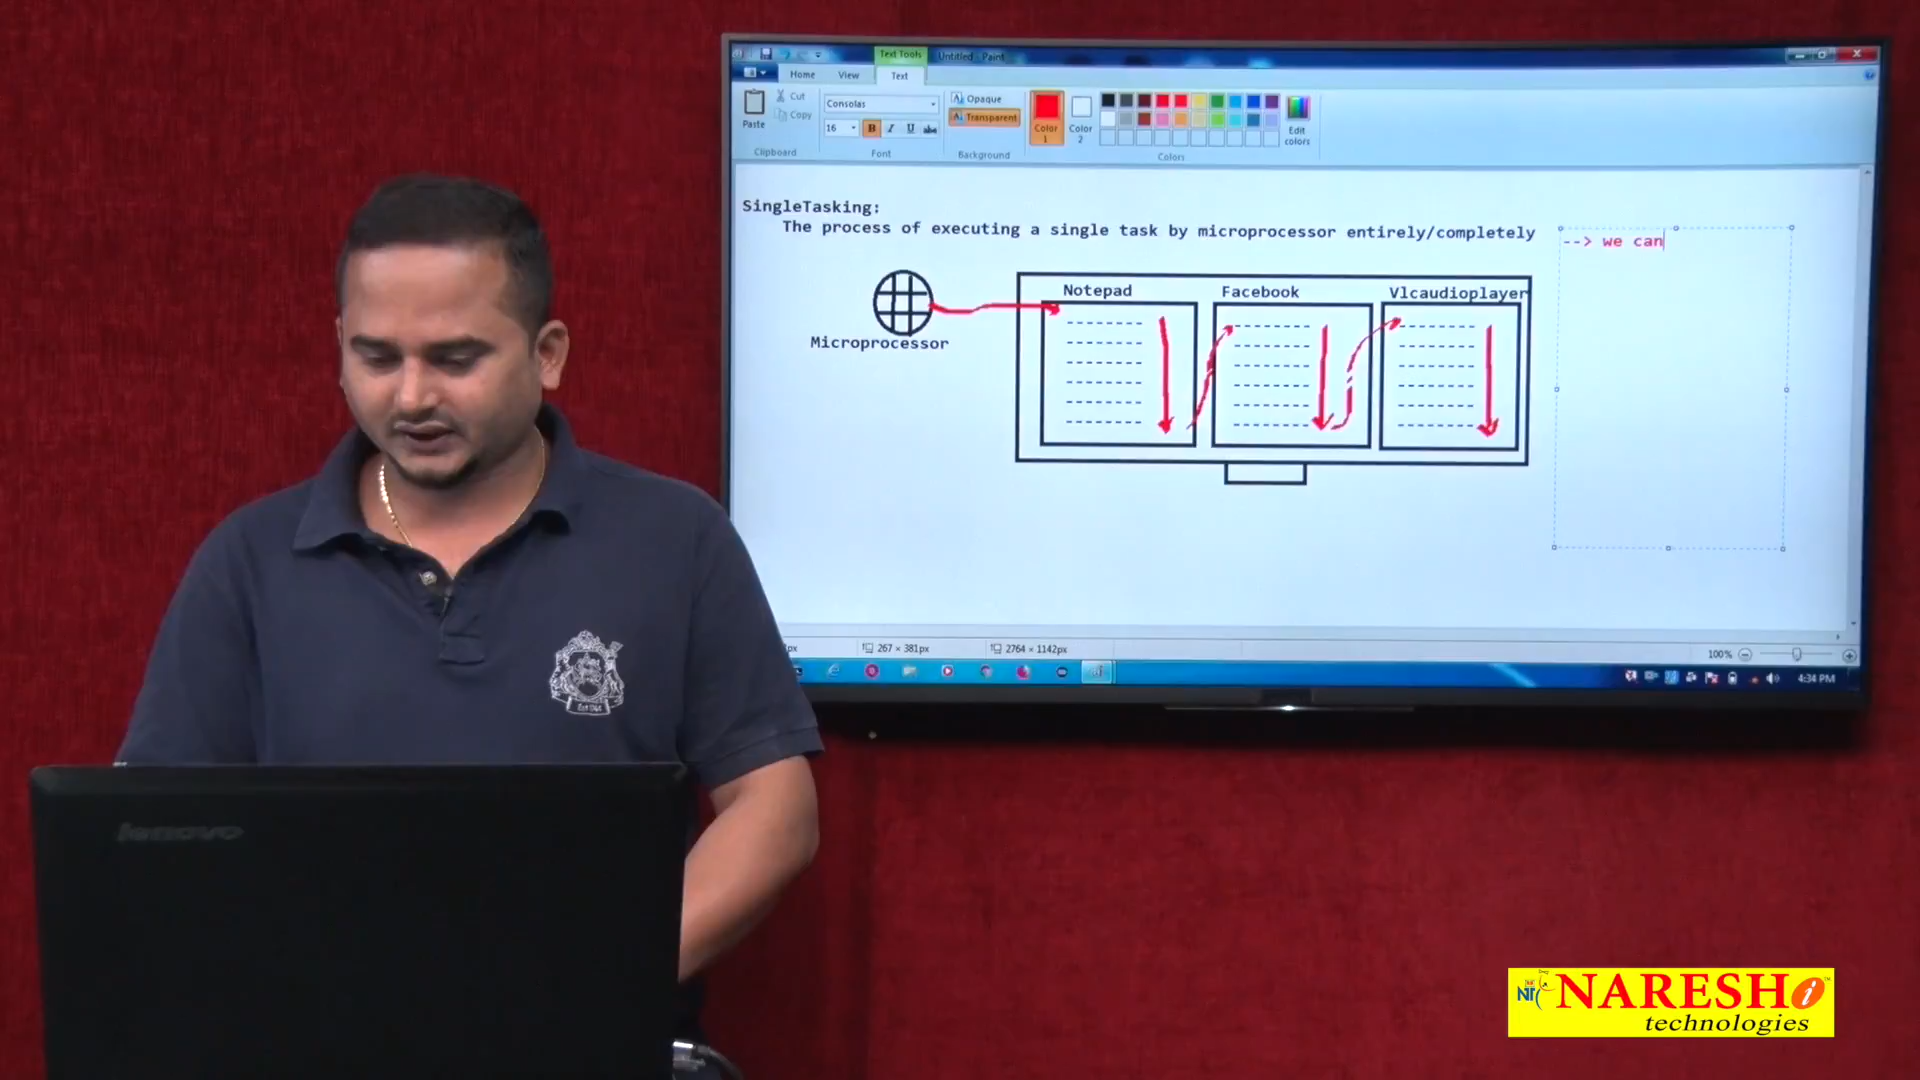 Text Tools
Untitled - Paint
Home
View
Text
Paste
Cut
Copy
Clipboard
Consolas
16
B
I
U
abc
Font
Opaque
Transparent
Background
Color
1
Color
2
Edit
colors
Colors
SingleTasking:
The process of executing a single task by microprocessor entirely/completely
--> we can
Notepad
Facebook
Vlcaudioplayer
Microprocessor
267 × 381px
2764 × 1142px
100%
4:34 PM
lenovo
NT
NARESH i
technologies